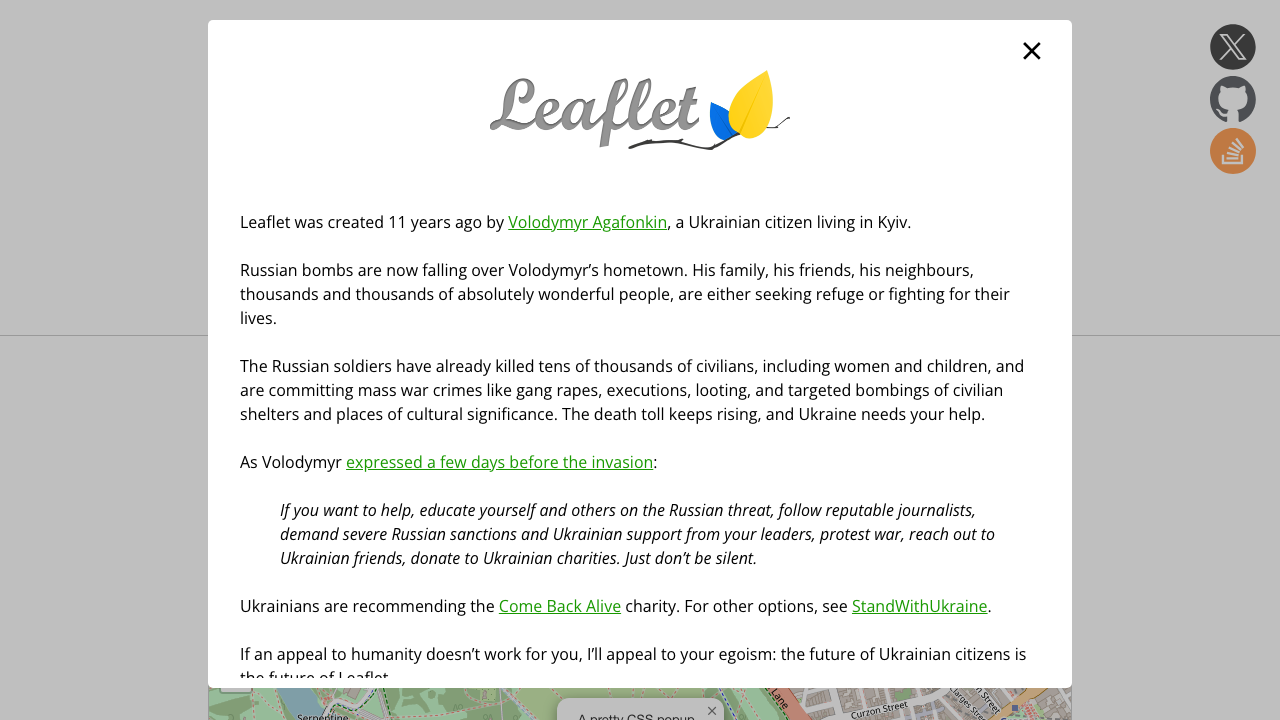 Leaflet
Leaflet was created 11 years ago by Volodymyr Agafonkin, a Ukrainian citizen living in Kyiv.
Russian bombs are now falling over Volodymyr’s hometown. His family, his friends, his neighbours,
thousands and thousands of absolutely wonderful people, are either seeking refuge or fighting for their
lives.
The Russian soldiers have already killed tens of thousands of civilians, including women and children, and
are committing mass war crimes like gang rapes, executions, looting, and targeted bombings of civilian
shelters and places of cultural significance. The death toll keeps rising, and Ukraine needs your help.
As Volodymyr expressed a few days before the invasion:
If you want to help, educate yourself and others on the Russian threat, follow reputable journalists,
demand severe Russian sanctions and Ukrainian support from your leaders, protest war, reach out to
Ukrainian friends, donate to Ukrainian charities. Just don’t be silent.
Ukrainians are recommending the Come Back Alive charity. For other options, see StandWithUkraine.
If an appeal to humanity doesn’t work for you, I’ll appeal to your egoism: the future of Ukrainian citizens is
the future of Leaflet.
Serpentine
A pretty CSS popup.
Lane
Curzon Street